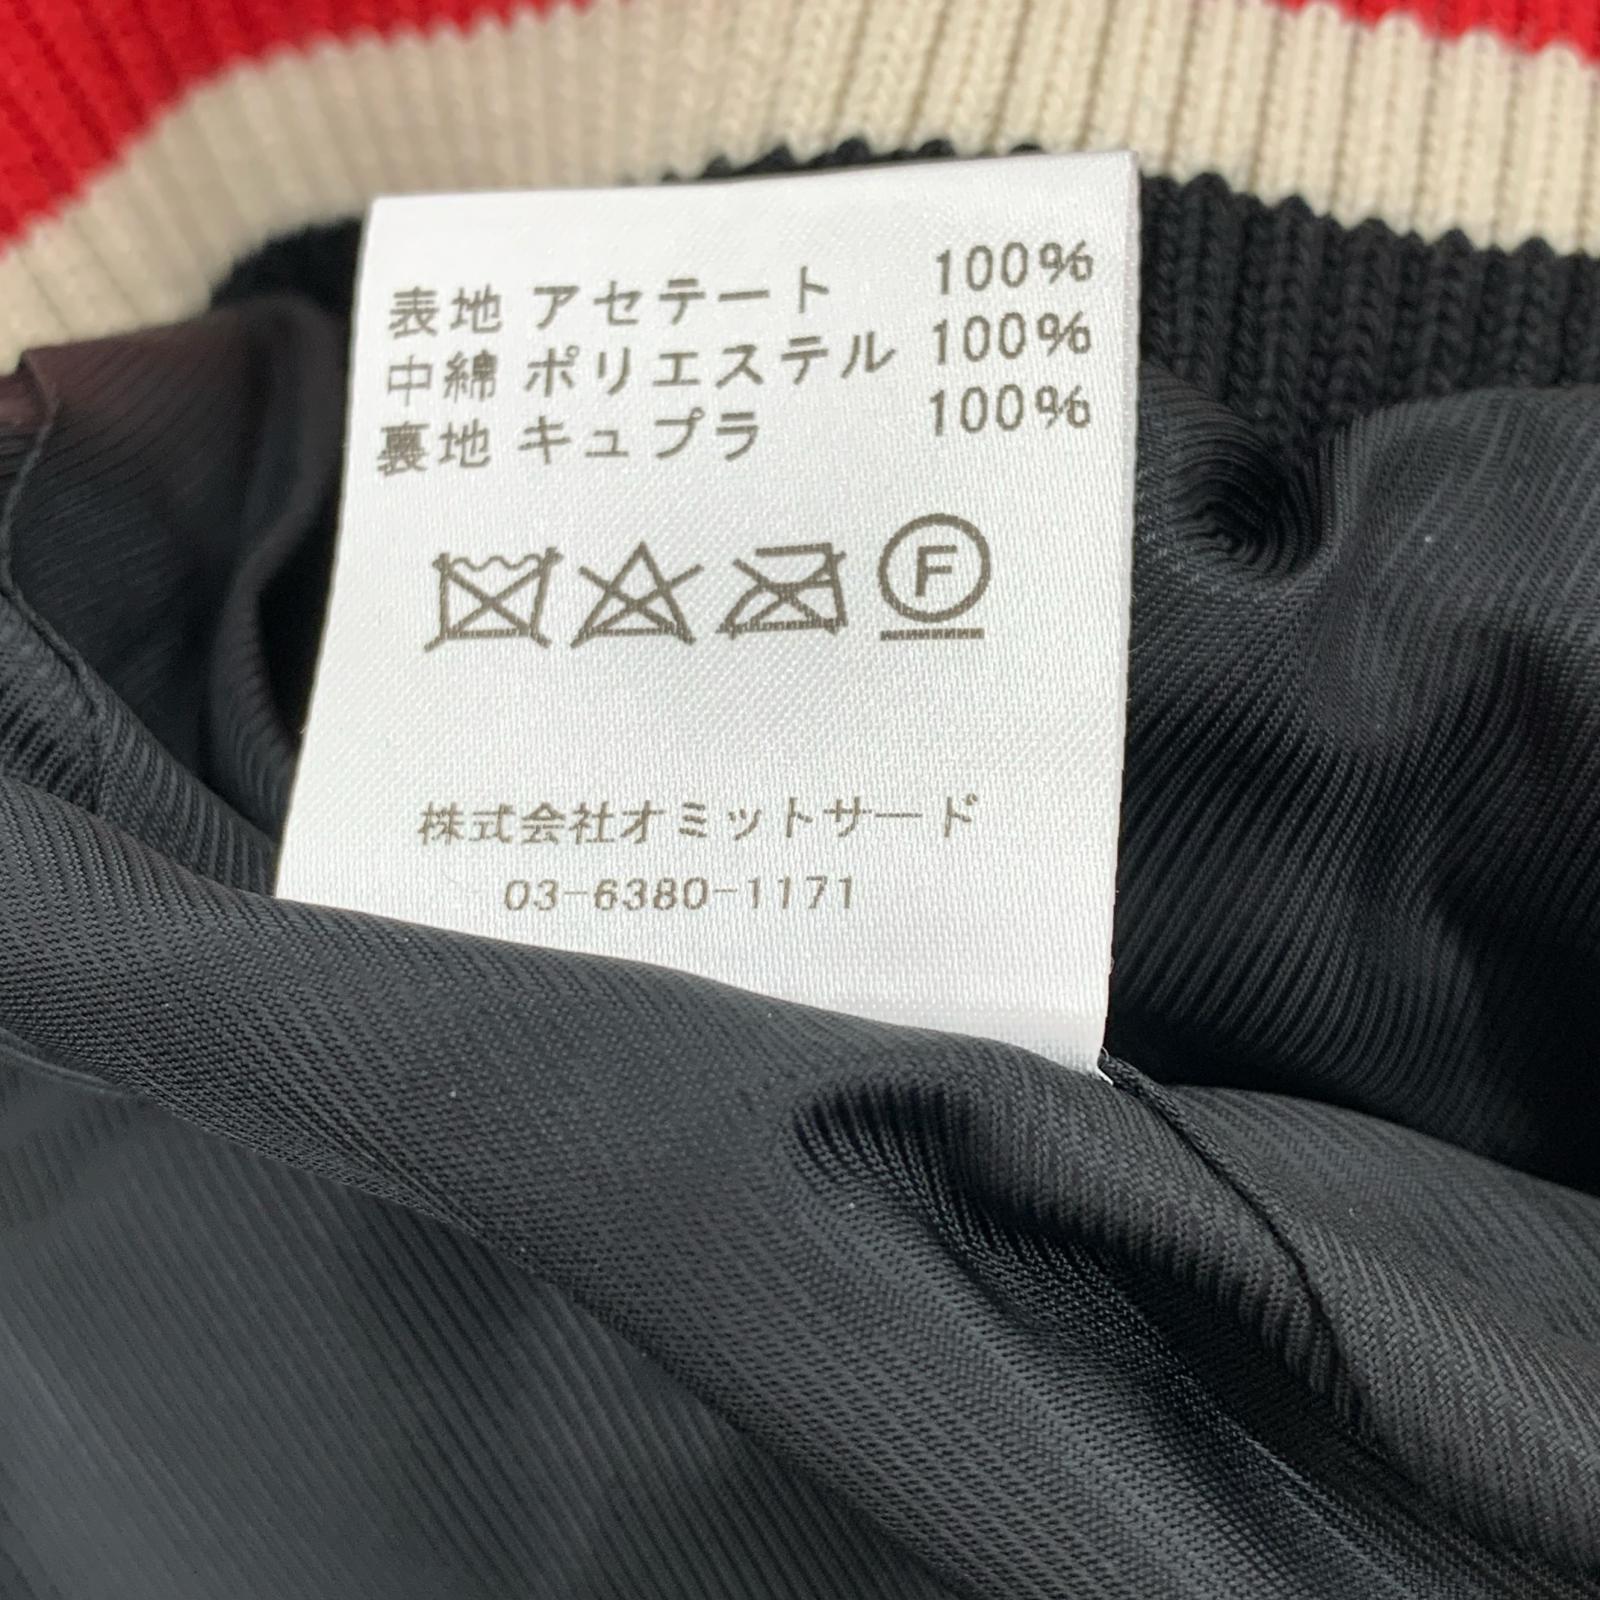 表地 アセテート 100%
中綿 ポリエステル 100%
裏地 キュプラ 100%
F
株式会社オミットサード
03-6380-1171